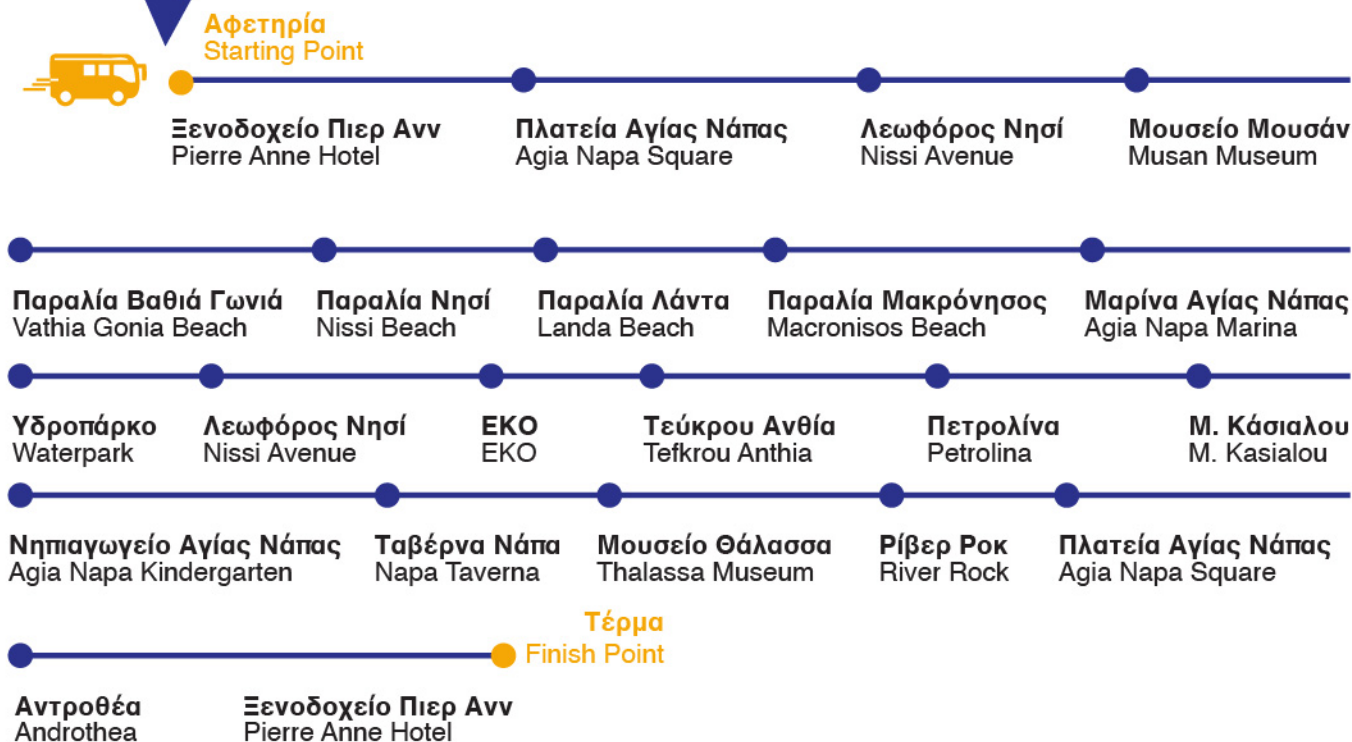 Αφετηρία
Starting Point
Ξενοδοχείο Πιερ Ανν
Pierre Anne Hotel
Πλατεία Αγίας Νάπας
Agia Napa Square
Λεωφόρος Νησί
Nissi Avenue
Μουσείο Μουσάν
Musan Museum
Παραλία Βαθιά Γωνιά
Vathia Gonia Beach
Παραλία Νησί
Nissi Beach
Παραλία Λάντα
Landa Beach
Παραλία Μακρόνησος
Macronisos Beach
Μαρίνα Αγίας Νάπας
Agia Napa Marina
Υδροπάρκο
Waterpark
Λεωφόρος Νησί
Nissi Avenue
ΕΚΟ
EKO
Τεύκρου Ανθία
Tefkrou Anthia
Πετρολίνα
Petrolina
Μ. Κάσιαλου
M. Kasialou
Νηπιαγωγείο Αγίας Νάπας
Agia Napa Kindergarten
Ταβέρνα Νάπα
Napa Taverna
Μουσείο Θάλασσα
Thalassa Museum
Ρίβερ Ροκ
River Rock
Πλατεία Αγίας Νάπας
Agia Napa Square
Τέρμα
Finish Point
Αντροθέα
Androthea
Ξενοδοχείο Πιερ Ανν
Pierre Anne Hotel